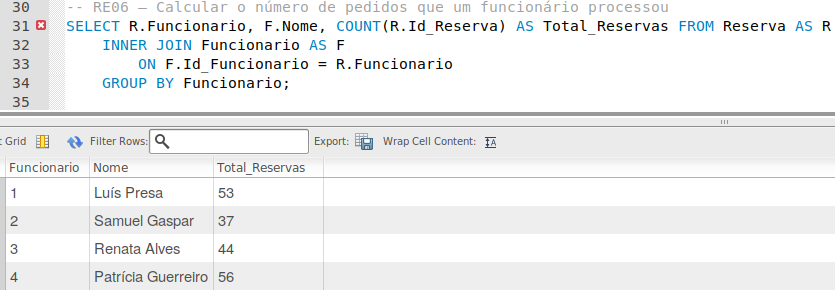 30 -- RE06 – Calcular o número de pedidos que um funcionário processou
31 SELECT R.Funcionario, F.Nome, COUNT(R.Id_Reserva) AS Total_Reservas FROM Reserva AS R
32 INNER JOIN Funcionario AS F
33 ON F.Id_Funcionario = R.Funcionario
34 GROUP BY Funcionario;
35
t Grid Filter Rows: Export: Wrap Cell Content:
Funcionario Nome Total_Reservas
1 Luís Presa 53
2 Samuel Gaspar 37
3 Renata Alves 44
4 Patrícia Guerreiro 56